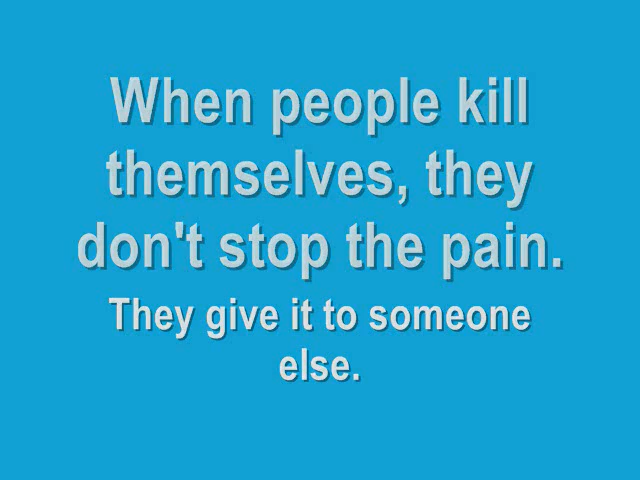 When people kill
themselves, they
don't stop the pain.
They give it to someone
else.